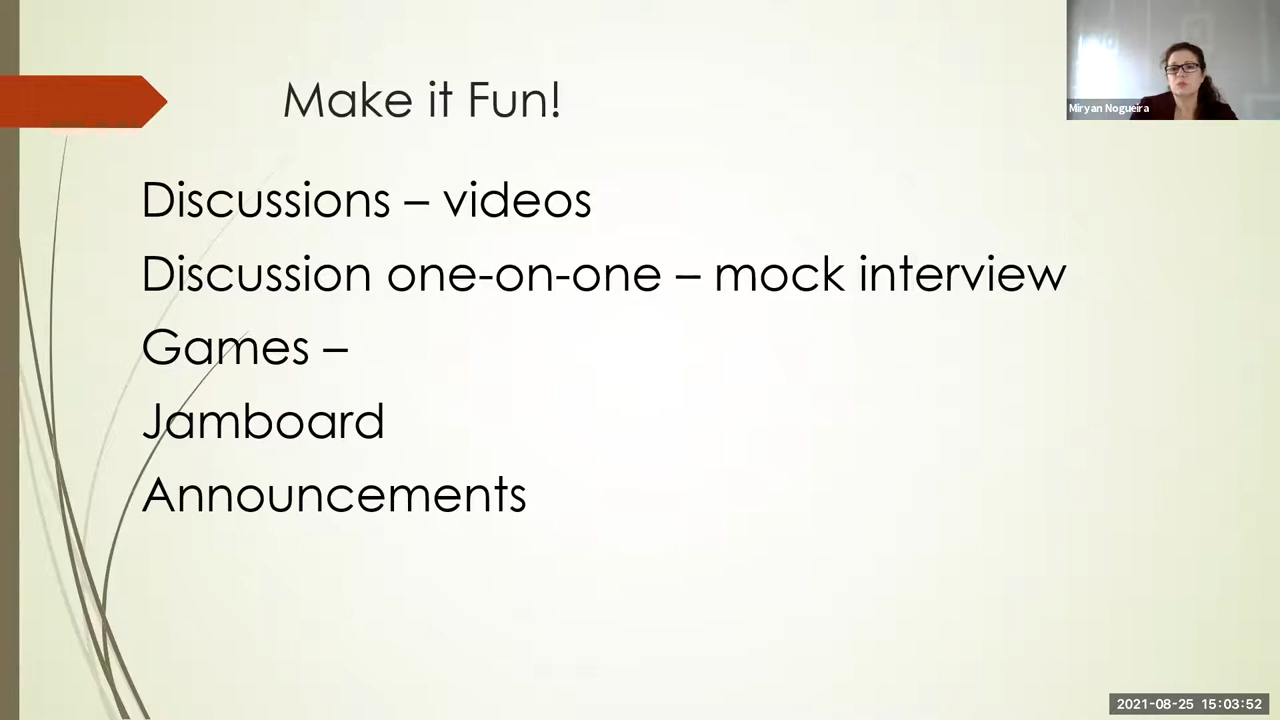 Make it Fun!
Miryan Nogueira
Discussions – videos
Discussion one-on-one – mock interview
Games –
Jamboard
Announcements
2021-08-25 15:03:52